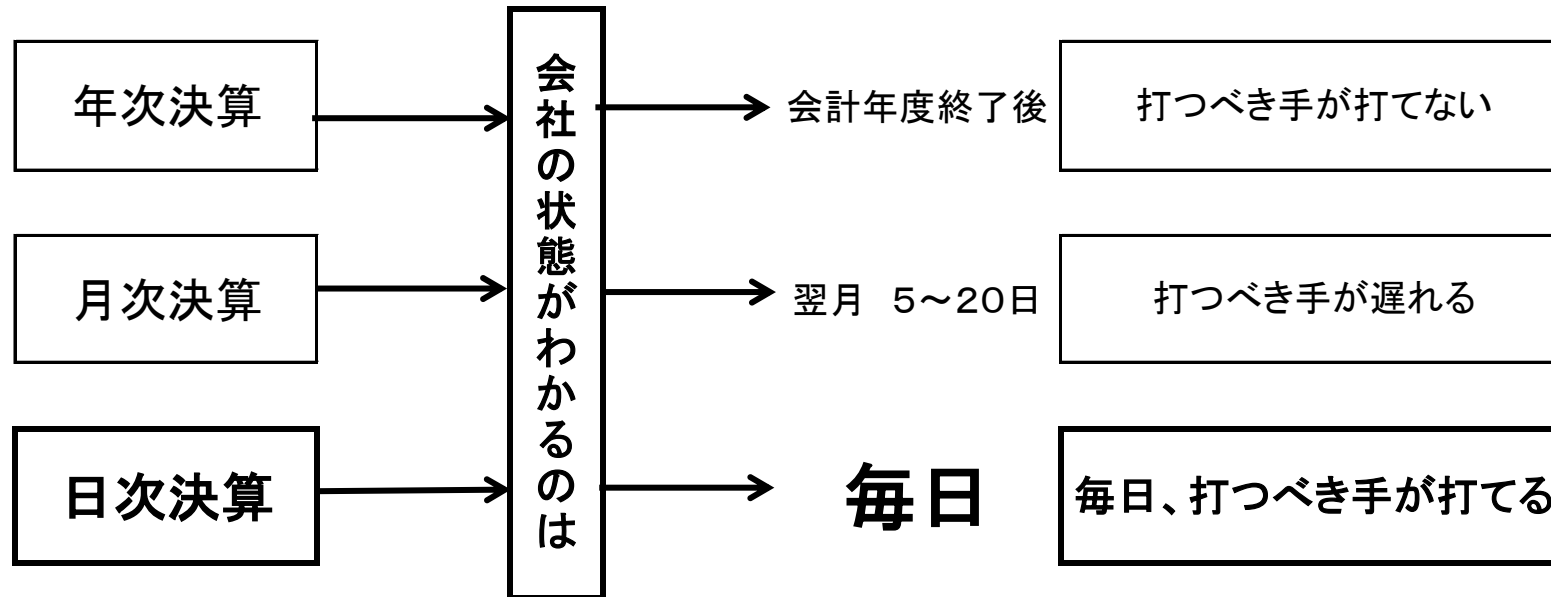 年次決算
会社の状態がわかるのは
会計年度終了後
打つべき手が打てない
月次決算
翌月　5～20日
打つべき手が遅れる
日次決算
毎日
毎日、打つべき手が打てる